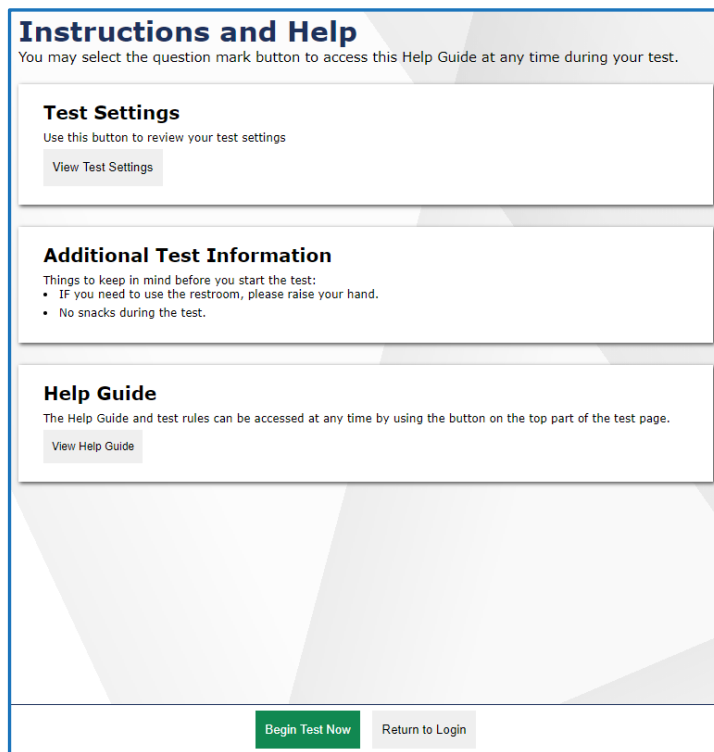 Instructions and Help
You may select the question mark button to access this Help Guide at any time during your test.
Test Settings
Use this button to review your test settings
View Test Settings
Additional Test Information
Things to keep in mind before you start the test:
• IF you need to use the restroom, please raise your hand.
• No snacks during the test.
Help Guide
The Help Guide and test rules can be accessed at any time by using the button on the top part of the test page.
View Help Guide
Begin Test Now
Return to Login